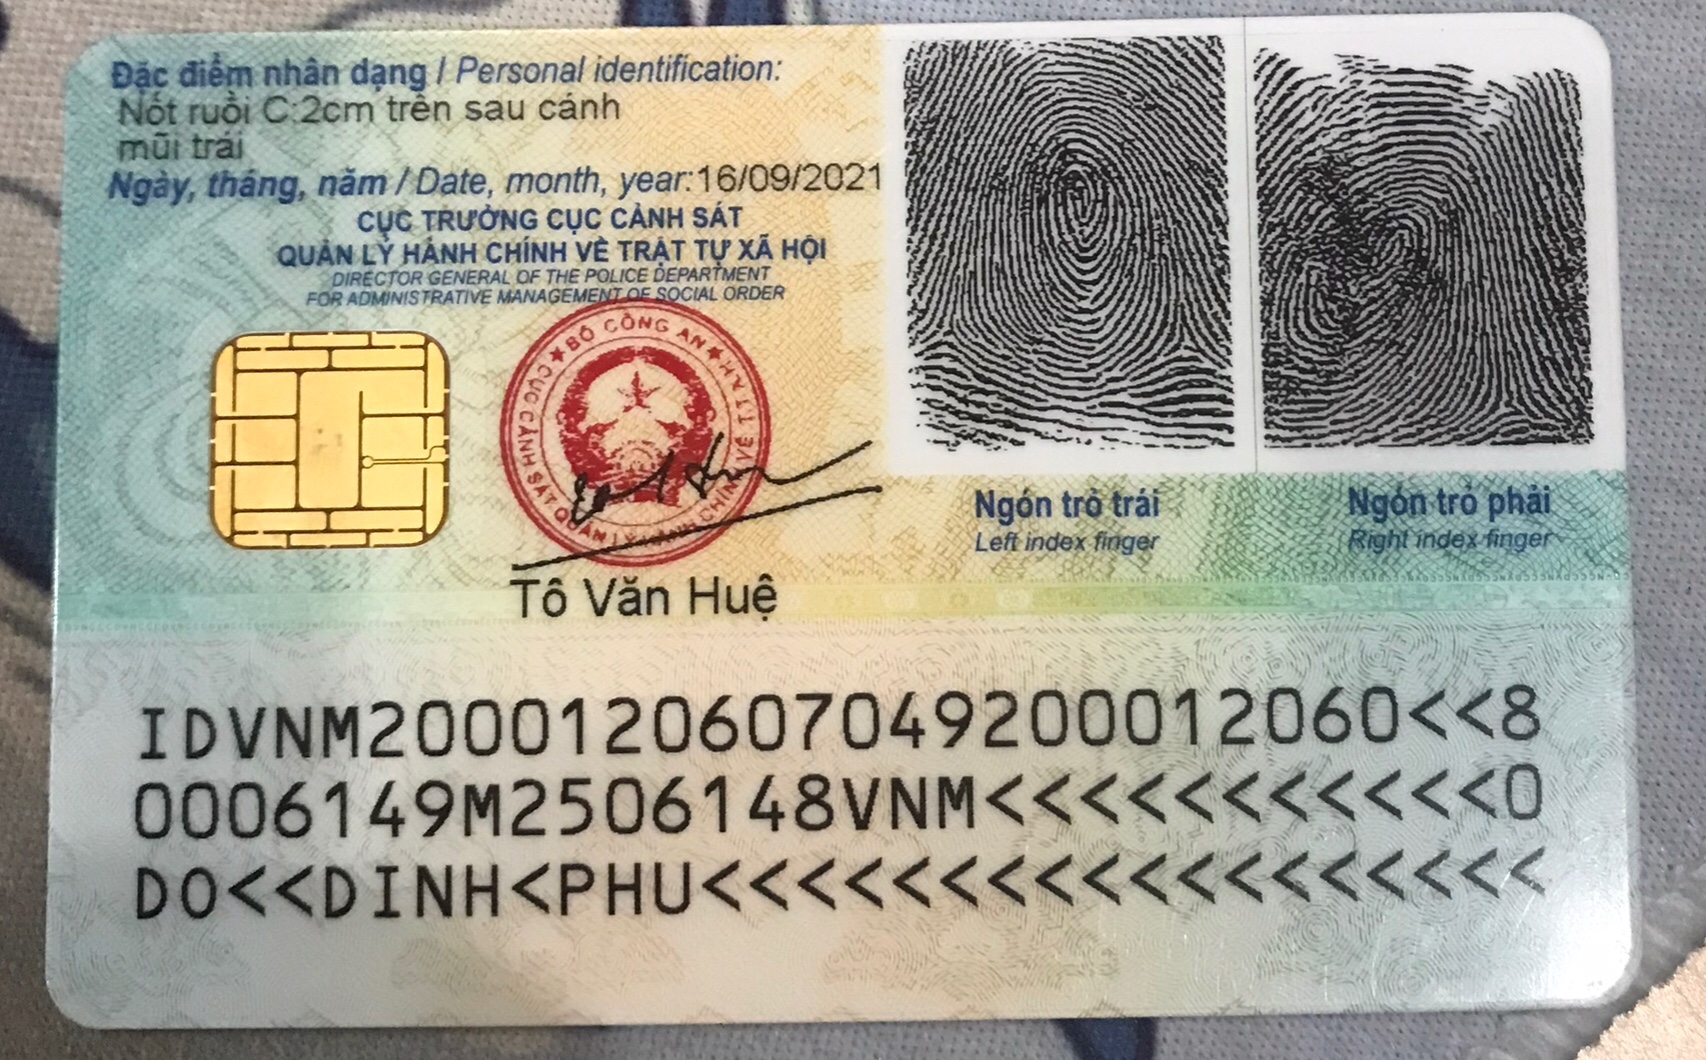 Đặc điểm nhân dạng / Personal identification:
Nốt ruồi C:2cm trên sau cánh
mũi trái
Ngày, tháng, năm / Date, month, year:16/09/2021
CỤC TRƯỞNG CỤC CẢNH SÁT
QUẢN LÝ HÀNH CHÍNH VỀ TRẬT TỰ XÃ HỘI
DIRECTOR GENERAL OF THE POLICE DEPARTMENT
FOR ADMINISTRATIVE MANAGEMENT OF SOCIAL ORDER
BỘ CÔNG AN
CỤC CẢNH SÁT QUẢN LÝ HÀNH CHÍNH VỀ TTATXH
Tô Văn Huệ
Ngón trỏ trái
Left index finger
Ngón trỏ phải
Right index finger
IDVNM2000120607049200012060<<8
0006149M2506148VNM<<<<<<<<<<<0
DO<<DINH<PHU<<<<<<<<<<<<<<<<<<